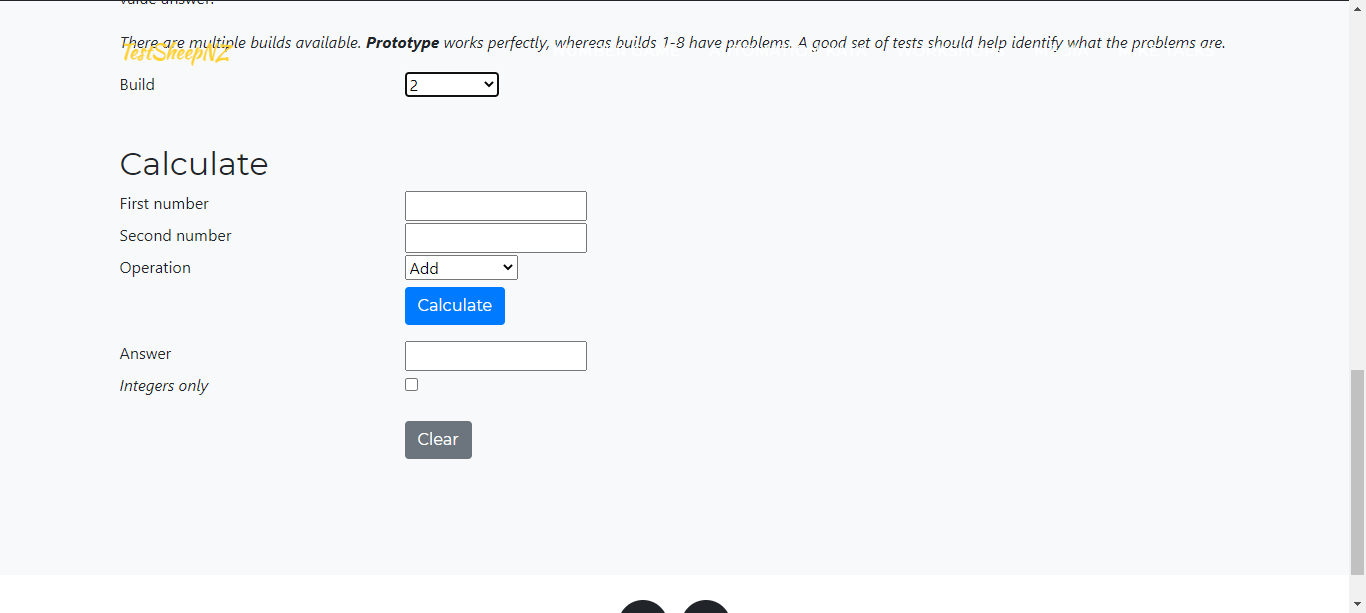 value answer.
There are multiple builds available. Prototype works perfectly, whereas builds 1-8 have problems. A good set of tests should help identify what the problems are.
TestSheepNZ
Build
2
Calculate
First number
Second number
Operation
Add
Calculate
Answer
Integers only
Clear